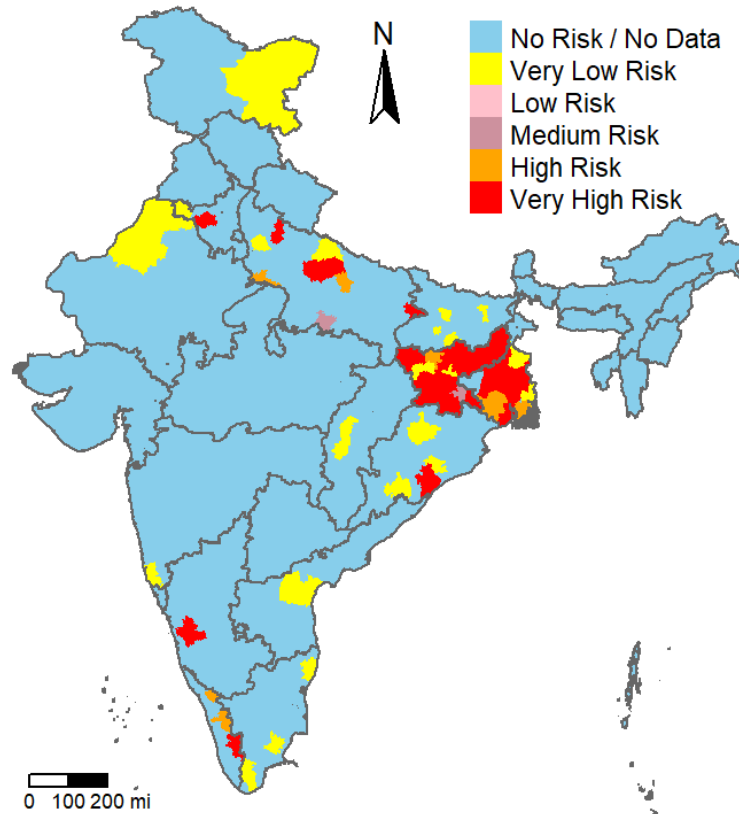 N
No Risk / No Data
Very Low Risk
Low Risk
Medium Risk
High Risk
Very High Risk
0 100 200 mi